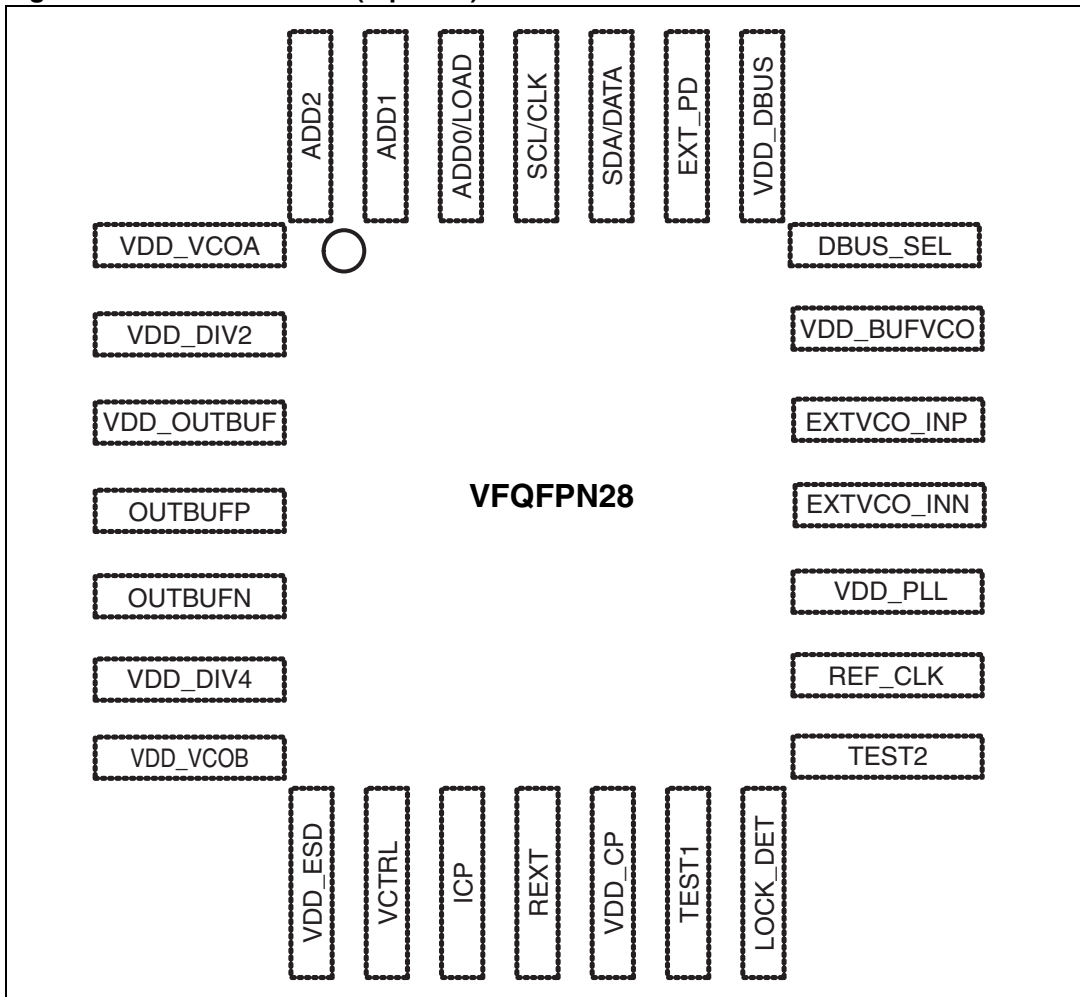 ADD2
ADD1
ADD0/LOAD
SCL/CLK
SDA/DATA
EXT_PD
VDD_DBUS
VDD_VCOA
DBUS_SEL
VDD_DIV2
VDD_BUFVCO
VDD_OUTBUF
EXTVCO_INP
VFQFPN28
OUTBUFP
EXTVCO_INN
OUTBUFN
VDD_PLL
VDD_DIV4
REF_CLK
VDD_VCOB
TEST2
VDD_ESD
VCTRL
ICP
REXT
VDD_CP
TEST1
LOCK_DET